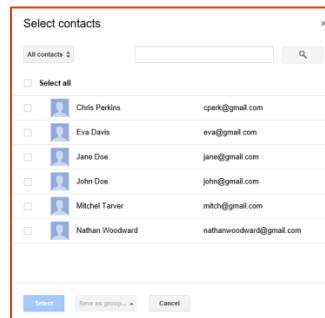 Select contacts ×
All contacts
Select all
Chris Perkins cperk@gmail.com
Eva Davis eva@gmail.com
Jane Doe jane@gmail.com
John Doe john@gmail.com
Mitchel Tarver mitch@gmail.com
Nathan Woodward nathanwoodward@gmail.com
Select Save as group... Cancel